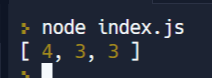 : node index.js
[ 4, 3, 3 ]
: